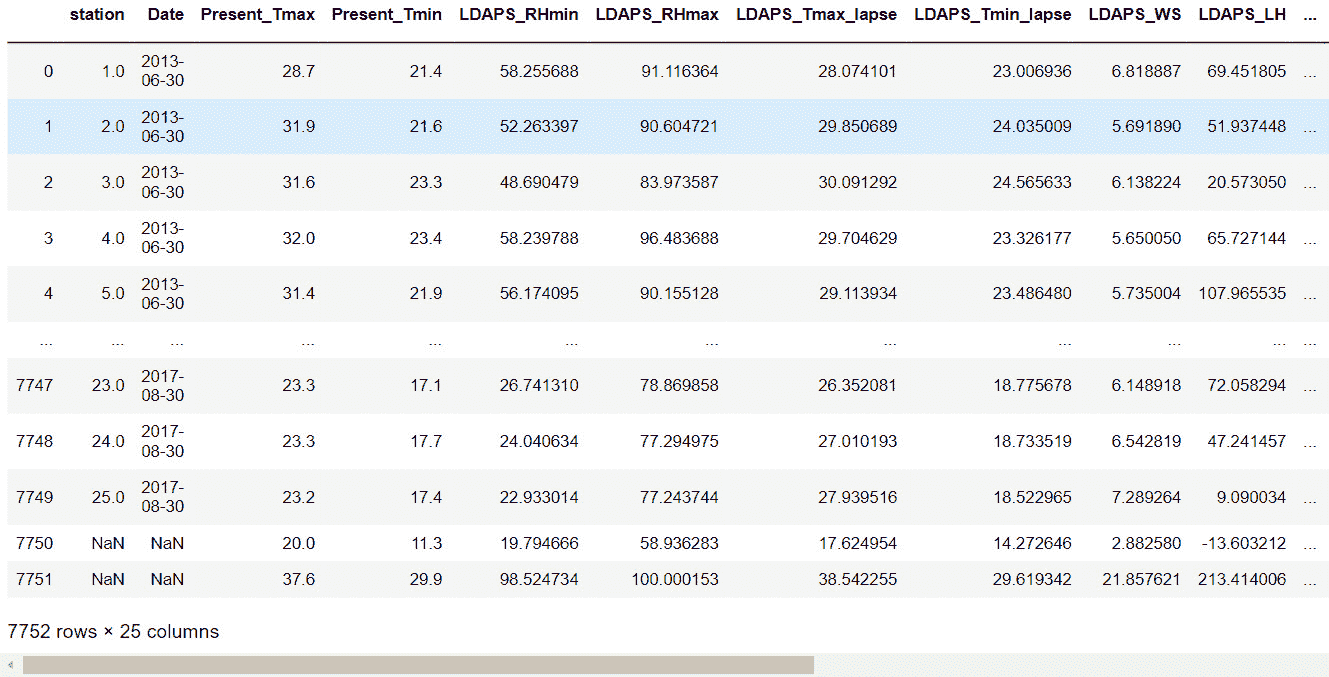 station Date Present_Tmax Present_Tmin LDAPS_RHmin LDAPS_RHmax LDAPS_Tmax_lapse LDAPS_Tmin_lapse LDAPS_WS LDAPS_LH ...
0 1.0 2013-06-30 28.7 21.4 58.255688 91.116364 28.074101 23.006936 6.818887 69.451805 ...
1 2.0 2013-06-30 31.9 21.6 52.263397 90.604721 29.850689 24.035009 5.691890 51.937448 ...
2 3.0 2013-06-30 31.6 23.3 48.690479 83.973587 30.091292 24.565633 6.138224 20.573050 ...
3 4.0 2013-06-30 32.0 23.4 58.239788 96.483688 29.704629 23.326177 5.650050 65.727144 ...
4 5.0 2013-06-30 31.4 21.9 56.174095 90.155128 29.113934 23.486480 5.735004 107.965535 ...
... ... ... ... ... ... ... ... ... ... ... ...
7747 23.0 2017-08-30 23.3 17.1 26.741310 78.869858 26.352081 18.775678 6.148918 72.058294 ...
7748 24.0 2017-08-30 23.3 17.7 24.040634 77.294975 27.010193 18.733519 6.542819 47.241457 ...
7749 25.0 2017-08-30 23.2 17.4 22.933014 77.243744 27.939516 18.522965 7.289264 9.090034 ...
7750 NaN NaN 20.0 11.3 19.794666 58.936283 17.624954 14.272646 2.882580 -13.603212 ...
7751 NaN NaN 37.6 29.9 98.524734 100.000153 38.542255 29.619342 21.857621 213.414006 ...
7752 rows × 25 columns